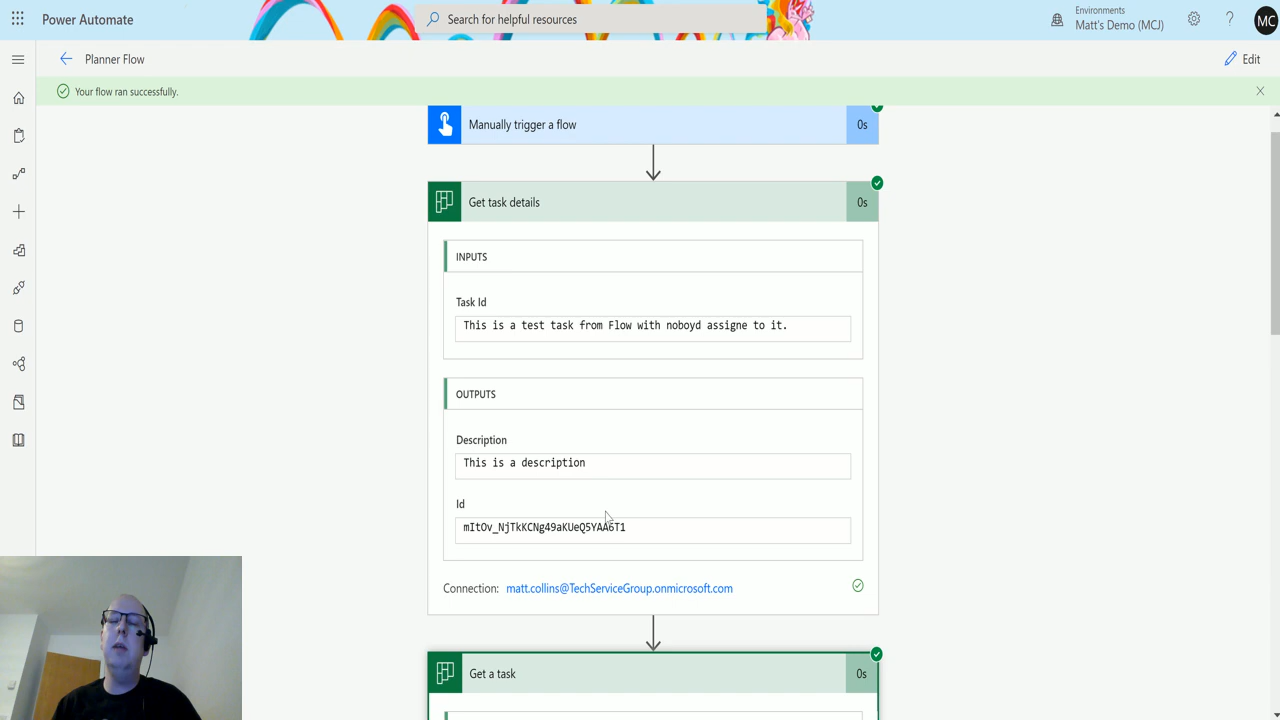 Power Automate
Search for helpful resources
Environments
Matt's Demo (MCJ)
MC
Planner Flow
Edit
Your flow ran successfully.
Manually trigger a flow
0s
Get task details
0s
INPUTS
Task Id
This is a test task from Flow with noboyd assigne to it.
OUTPUTS
Description
This is a description
Id
mItOv_NjTkKCNg49aKUeQ5YAA6T1
Connection: matt.collins@TechServiceGroup.onmicrosoft.com
Get a task
0s